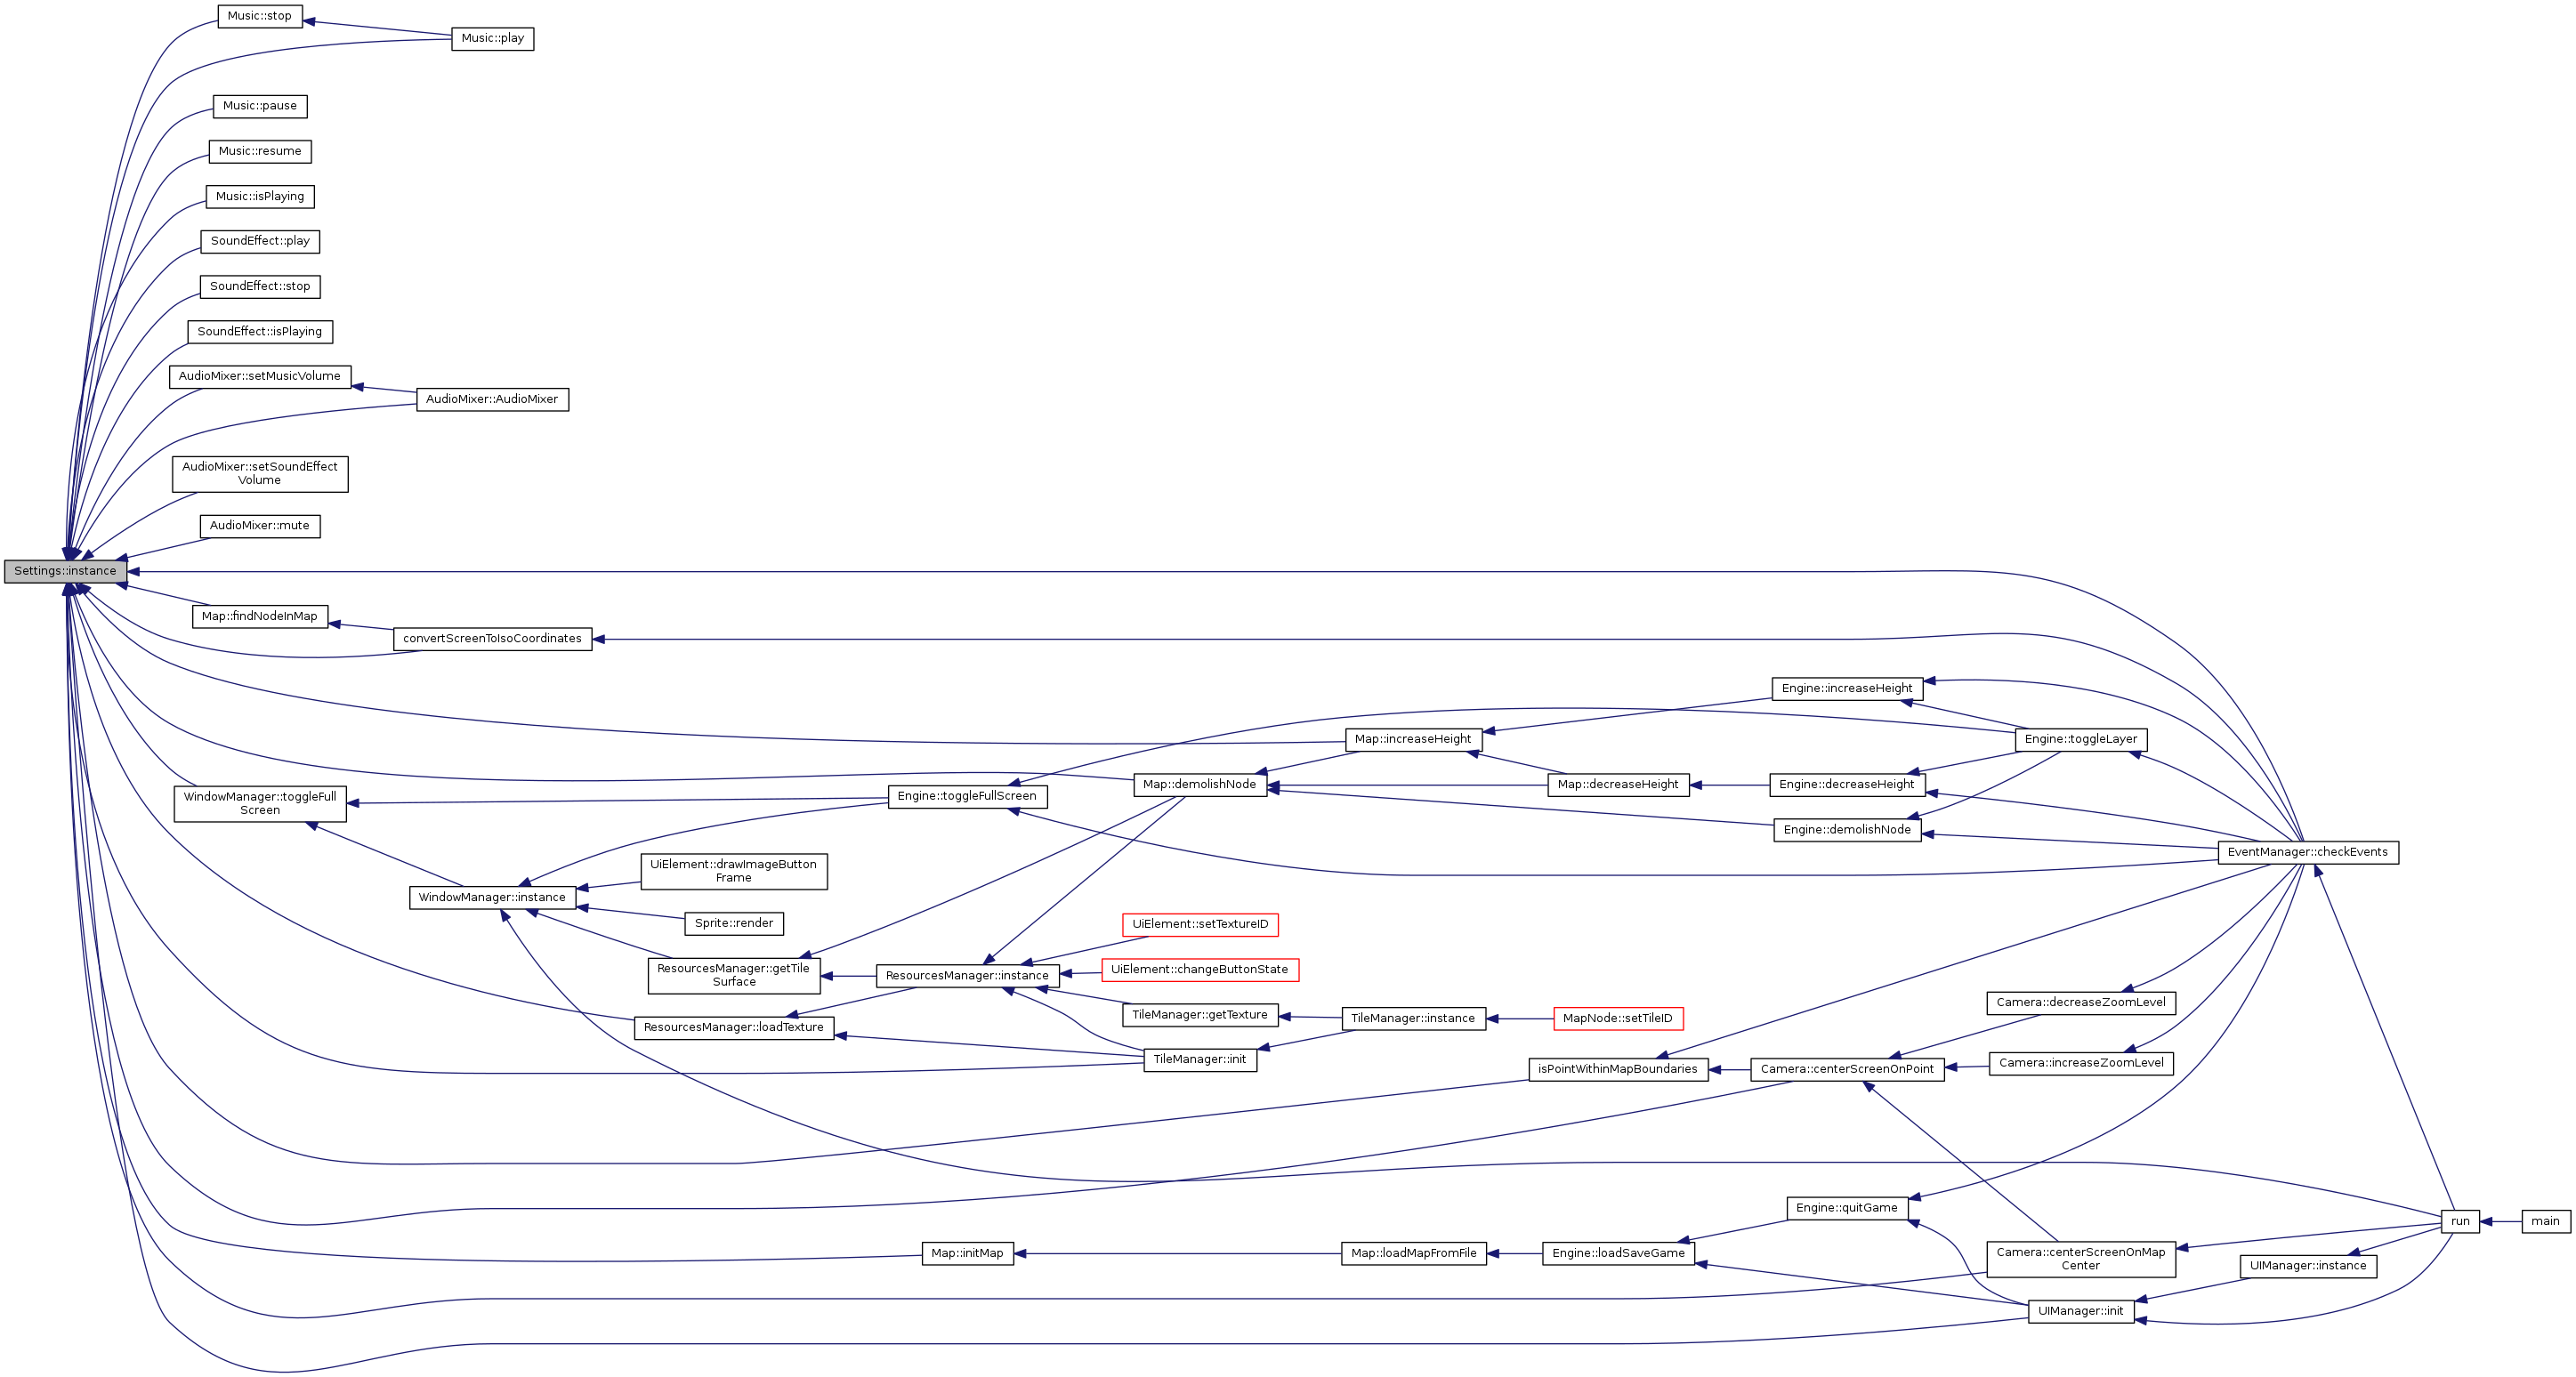 Music::stop
Music::play
Music::pause
Music::resume
Music::isPlaying
SoundEffect::play
SoundEffect::stop
SoundEffect::isPlaying
AudioMixer::setMusicVolume
AudioMixer::AudioMixer
AudioMixer::setSoundEffect
Volume
AudioMixer::mute
Settings::instance
Map::findNodeInMap
convertScreenToIsoCoordinates
Engine::increaseHeight
Map::increaseHeight
Engine::toggleLayer
WindowManager::toggleFull
Screen
Engine::toggleFullScreen
Map::demolishNode
Map::decreaseHeight
Engine::decreaseHeight
Engine::demolishNode
EventManager::checkEvents
UiElement::drawImageButton
Frame
WindowManager::instance
Sprite::render
UiElement::setTextureID
ResourcesManager::getTile
Surface
ResourcesManager::instance
UiElement::changeButtonState
Camera::decreaseZoomLevel
TileManager::getTexture
TileManager::instance
MapNode::setTileID
ResourcesManager::loadTexture
TileManager::init
isPointWithinMapBoundaries
Camera::centerScreenOnPoint
Camera::increaseZoomLevel
Engine::quitGame
run
main
Map::initMap
Map::loadMapFromFile
Engine::loadSaveGame
Camera::centerScreenOnMap
Center
UIManager::instance
UIManager::init